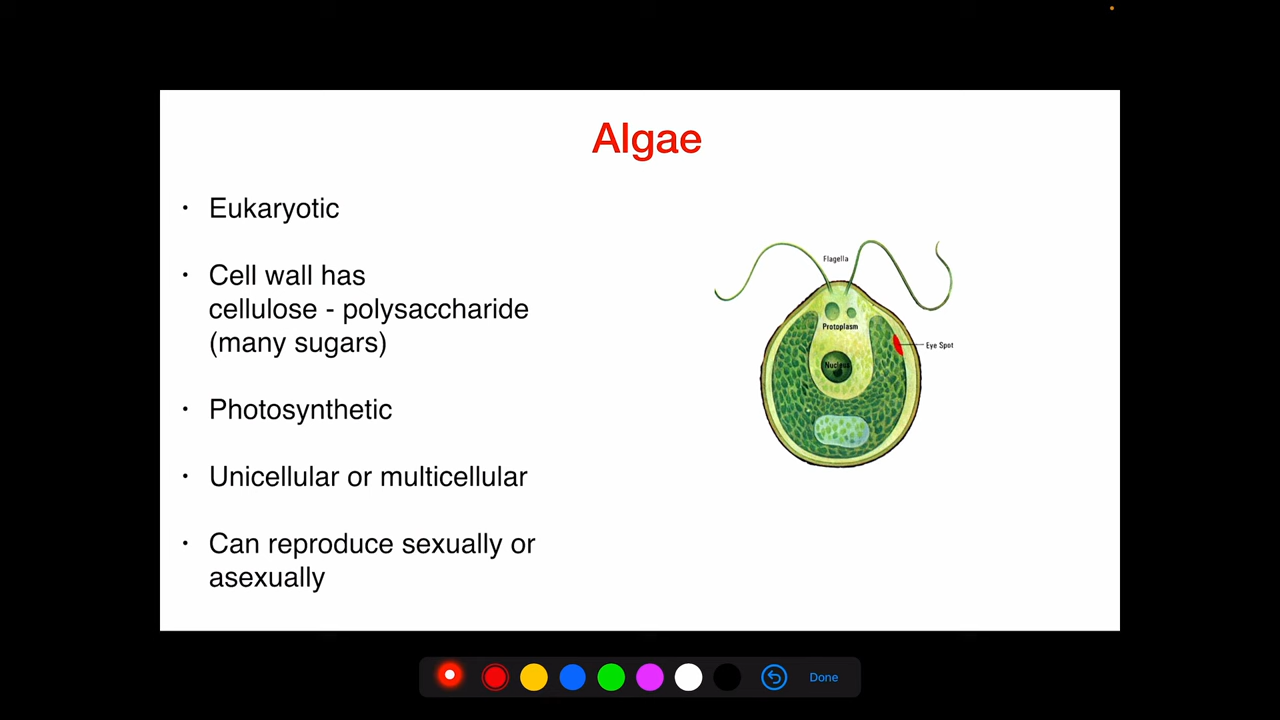 Algae
• Eukaryotic
• Cell wall has
cellulose - polysaccharide
(many sugars)
• Photosynthetic
• Unicellular or multicellular
• Can reproduce sexually or
asexually
Flagella
Protoplasm
Eye Spot
Nucleus
Done